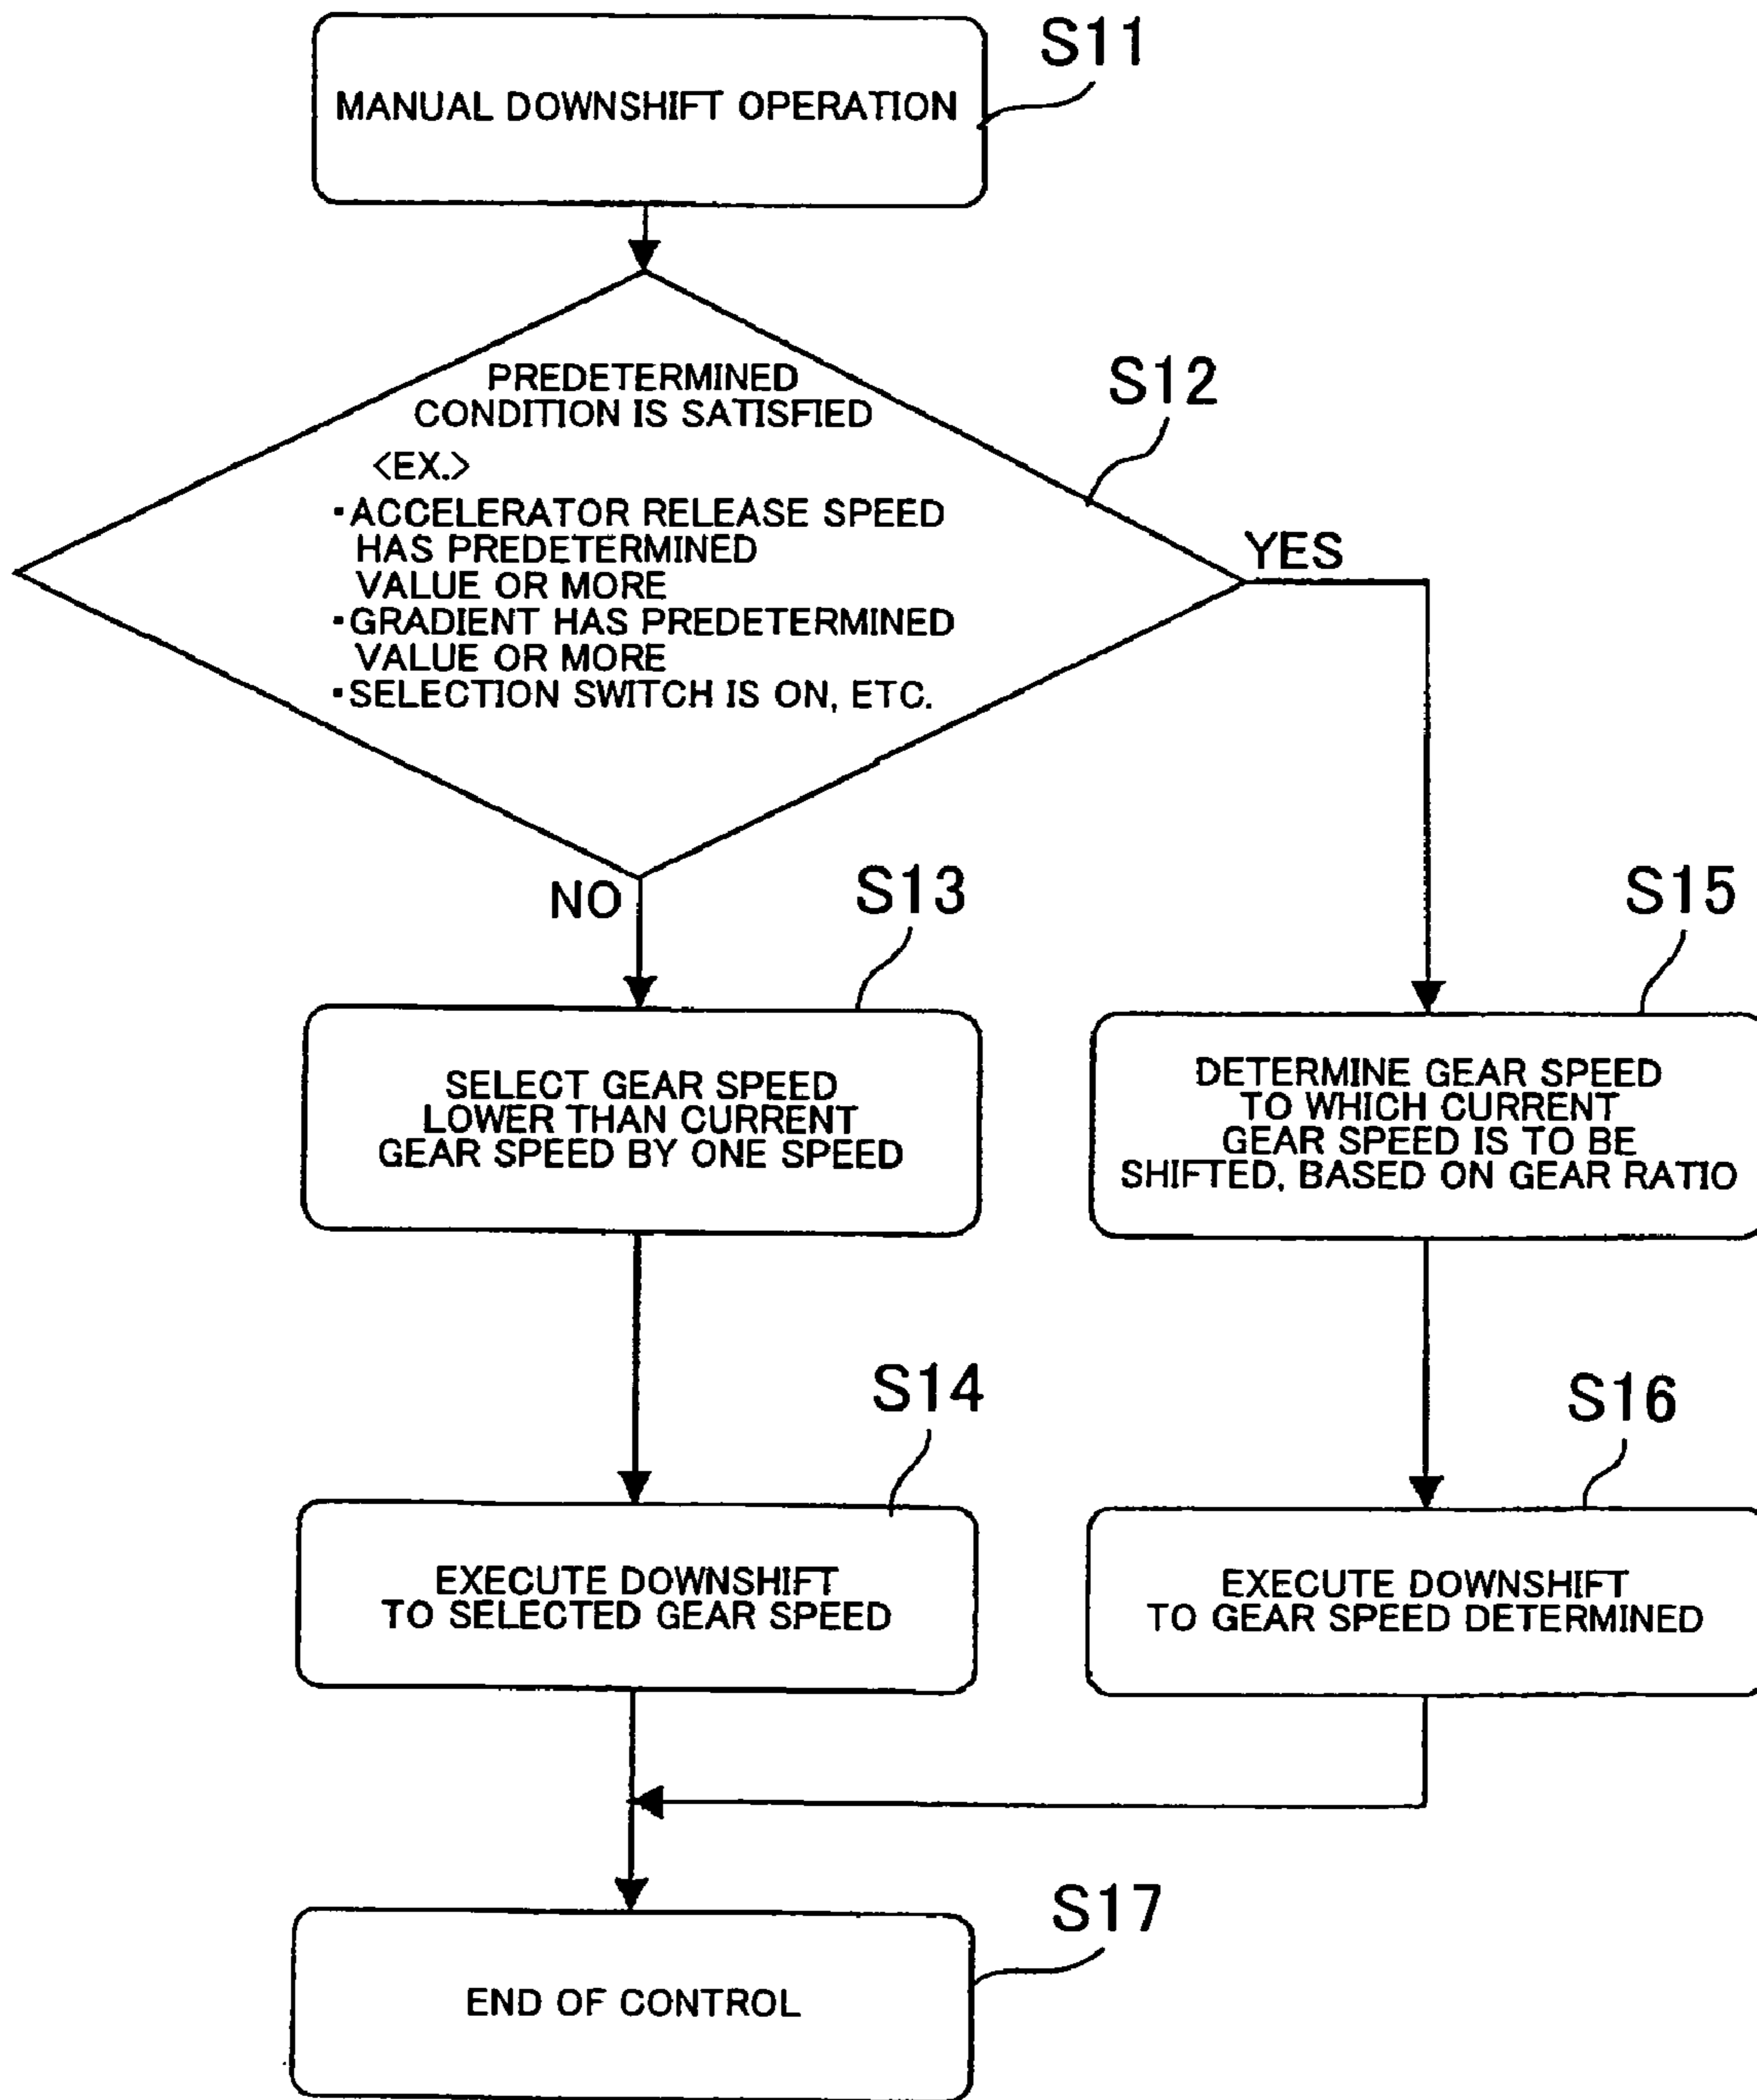 S11
MANUAL DOWNSHIFT OPERATION
S12
PREDETERMINED
CONDITION IS SATISFIED
<EX.>
・ACCELERATOR RELEASE SPEED
HAS PREDETERMINED
VALUE OR MORE
・GRADIENT HAS PREDETERMINED
VALUE OR MORE
・SELECTION SWITCH IS ON, ETC.
YES
NO
S13
SELECT GEAR SPEED
LOWER THAN CURRENT
GEAR SPEED BY ONE SPEED
S15
DETERMINE GEAR SPEED
TO WHICH CURRENT
GEAR SPEED IS TO BE
SHIFTED, BASED ON GEAR RATIO
S14
EXECUTE DOWNSHIFT
TO SELECTED GEAR SPEED
S16
EXECUTE DOWNSHIFT
TO GEAR SPEED DETERMINED
S17
END OF CONTROL